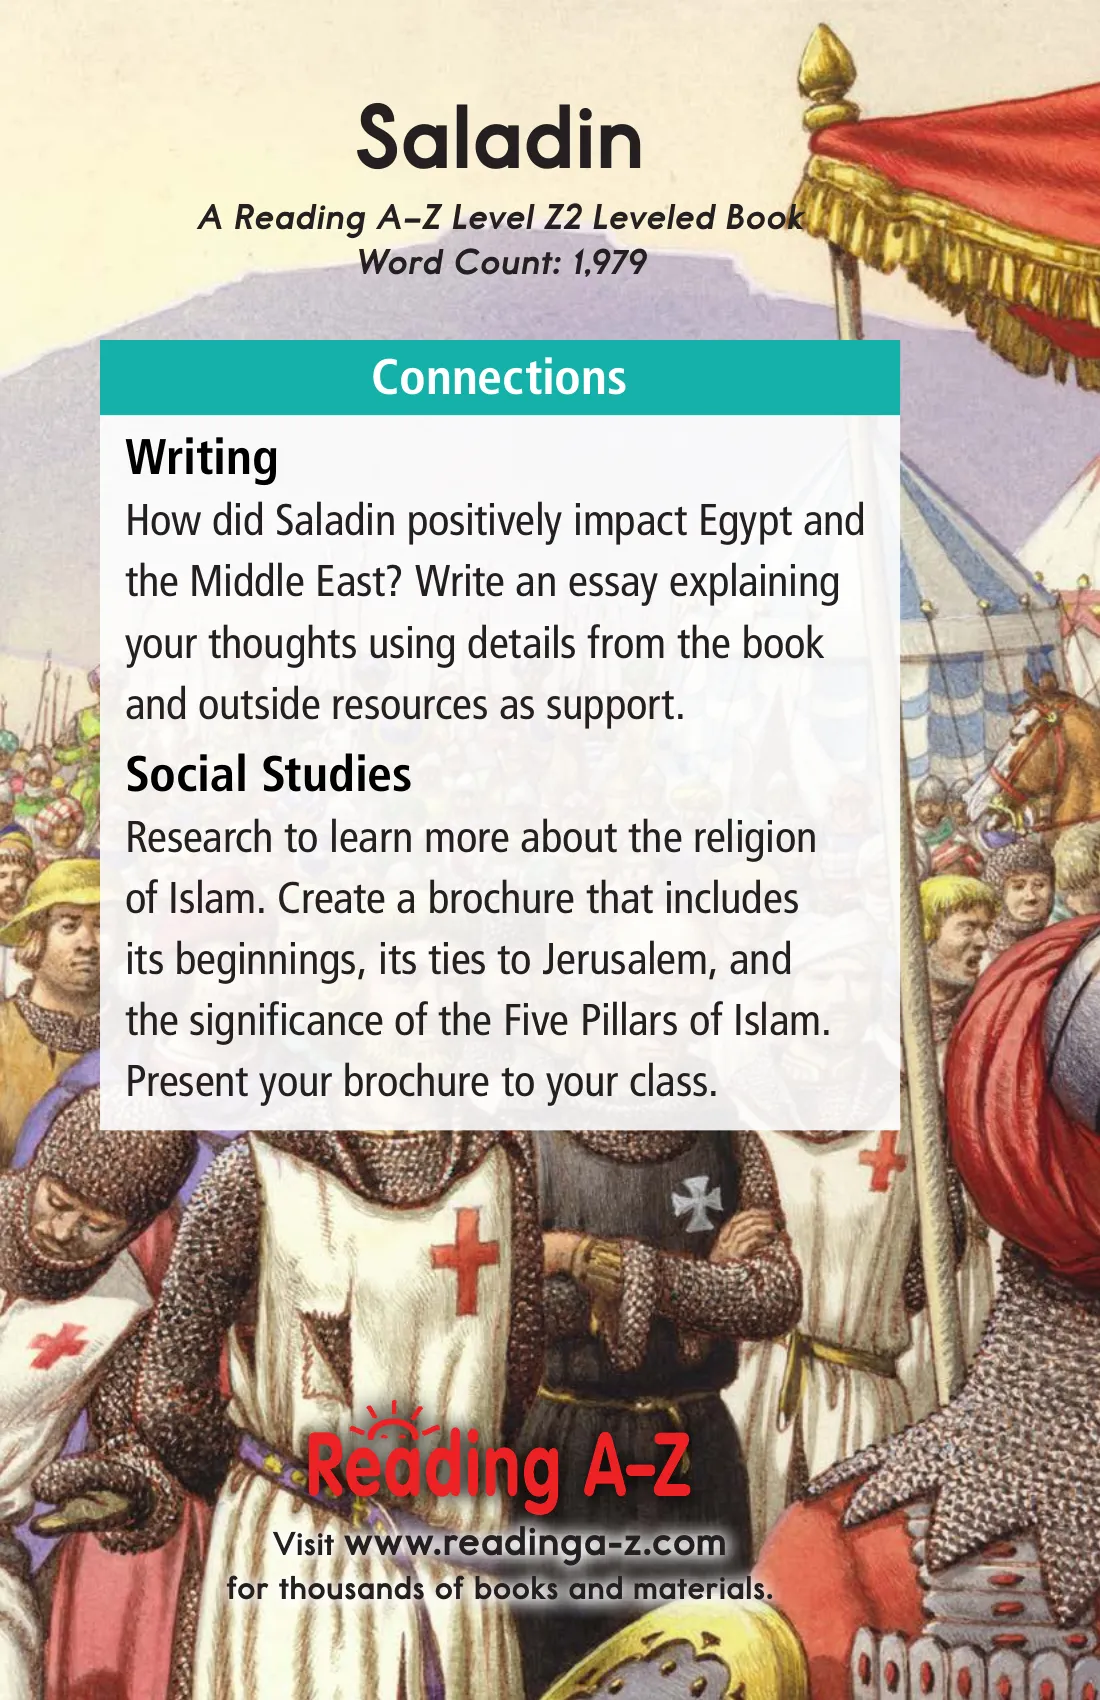 Saladin
A Reading A–Z Level Z2 Leveled Book
Word Count: 1,979
Connections
Writing
How did Saladin positively impact Egypt and
the Middle East? Write an essay explaining
your thoughts using details from the book
and outside resources as support.
Social Studies
Research to learn more about the religion
of Islam. Create a brochure that includes
its beginnings, its ties to Jerusalem, and
the significance of the Five Pillars of Islam.
Present your brochure to your class.
Reading A–Z
Visit www.readinga-z.com
for thousands of books and materials.